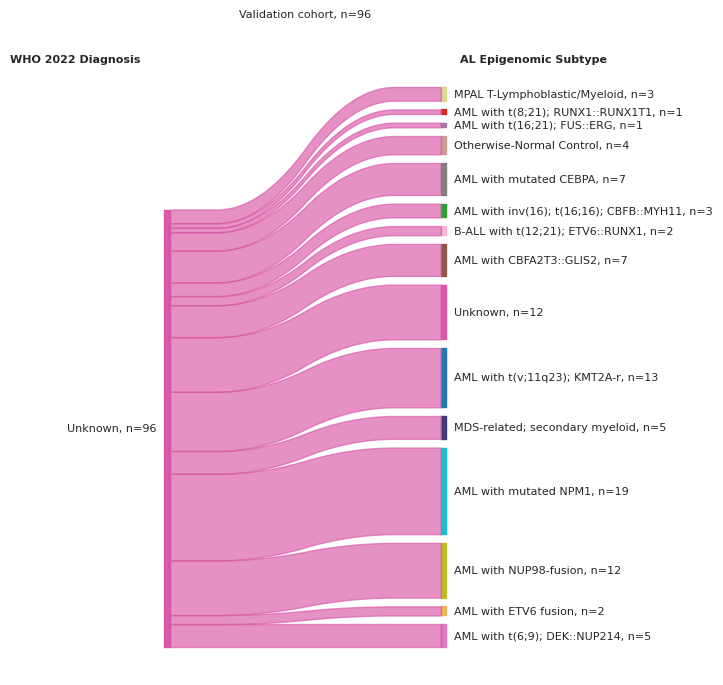 Validation cohort, n=96
WHO 2022 Diagnosis
AL Epigenomic Subtype
MPAL T-Lymphoblastic/Myeloid, n=3
AML with t(8;21); RUNX1::RUNX1T1, n=1
AML with t(16;21); FUS::ERG, n=1
Otherwise-Normal Control, n=4
AML with mutated CEBPA, n=7
AML with inv(16); t(16;16); CBFB::MYH11, n=3
B-ALL with t(12;21); ETV6::RUNX1, n=2
AML with CBFA2T3::GLIS2, n=7
Unknown, n=12
AML with t(v;11q23); KMT2A-r, n=13
Unknown, n=96
MDS-related; secondary myeloid, n=5
AML with mutated NPM1, n=19
AML with NUP98-fusion, n=12
AML with ETV6 fusion, n=2
AML with t(6;9); DEK::NUP214, n=5